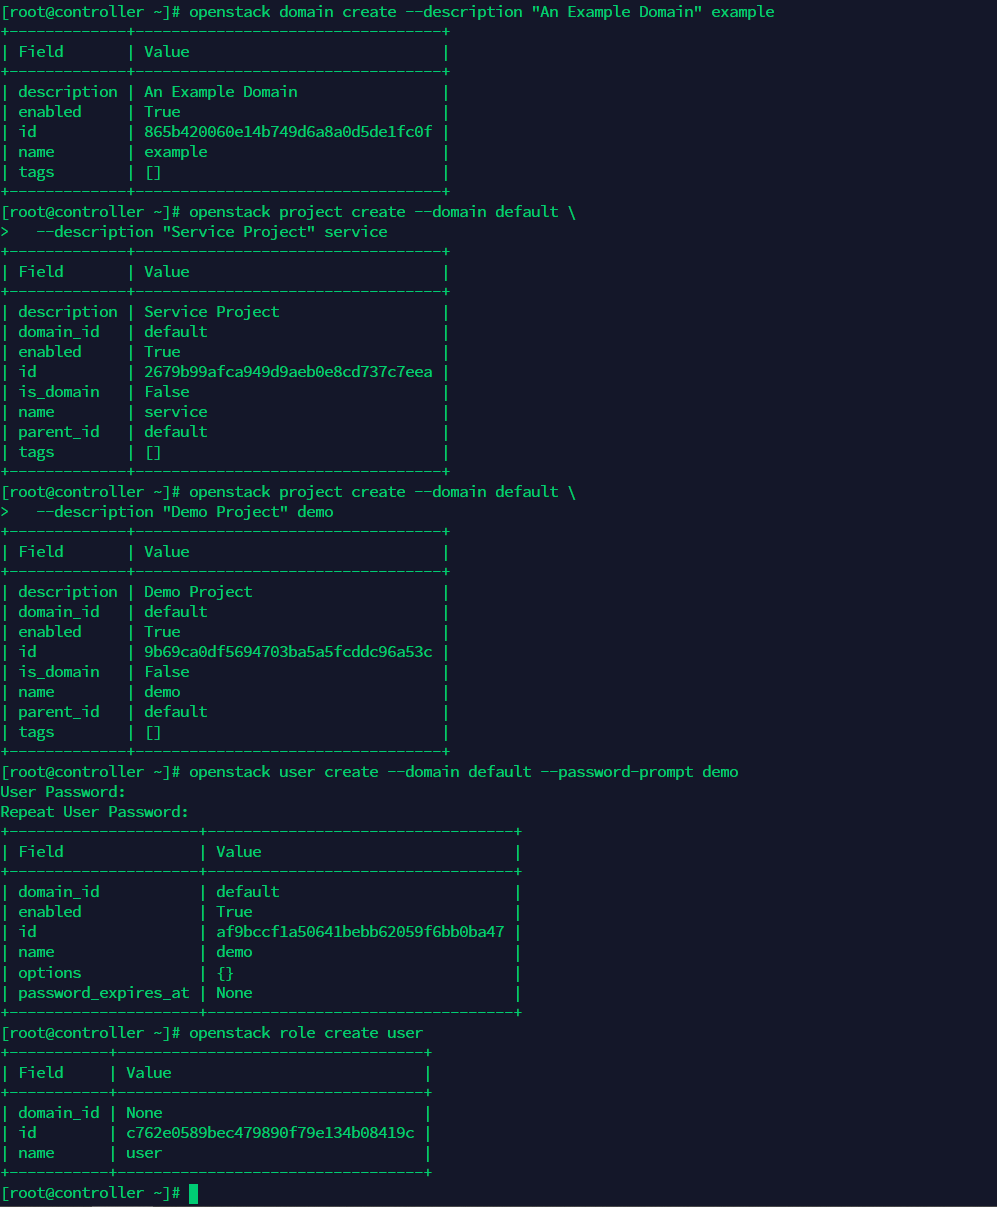 [root@controller ~]# openstack domain create --description "An Example Domain" example
+-------------+----------------------------------+
| Field       | Value                            |
+-------------+----------------------------------+
| description | An Example Domain                |
| enabled     | True                             |
| id          | 865b420060e14b749d6a8a0d5de1fc0f |
| name        | example                          |
| tags        | []                               |
+-------------+----------------------------------+
[root@controller ~]# openstack project create --domain default \
>   --description "Service Project" service
+-------------+----------------------------------+
| Field       | Value                            |
+-------------+----------------------------------+
| description | Service Project                  |
| domain_id   | default                          |
| enabled     | True                             |
| id          | 2679b99afca949d9aeb0e8cd737c7eea |
| is_domain   | False                            |
| name        | service                          |
| parent_id   | default                          |
| tags        | []                               |
+-------------+----------------------------------+
[root@controller ~]# openstack project create --domain default \
>   --description "Demo Project" demo
+-------------+----------------------------------+
| Field       | Value                            |
+-------------+----------------------------------+
| description | Demo Project                     |
| domain_id   | default                          |
| enabled     | True                             |
| id          | 9b69ca0df5694703ba5a5fcddc96a53c |
| is_domain   | False                            |
| name        | demo                             |
| parent_id   | default                          |
| tags        | []                               |
+-------------+----------------------------------+
[root@controller ~]# openstack user create --domain default --password-prompt demo
User Password:
Repeat User Password:
+---------------------+----------------------------------+
| Field               | Value                            |
+---------------------+----------------------------------+
| domain_id           | default                          |
| enabled             | True                             |
| id                  | af9bccf1a50641bebb62059f6bb0ba47 |
| name                | demo                             |
| options             | {}                               |
| password_expires_at | None                             |
+---------------------+----------------------------------+
[root@controller ~]# openstack role create user
+-----------+----------------------------------+
| Field     | Value                            |
+-----------+----------------------------------+
| domain_id | None                             |
| id        | c762e0589bec479890f79e134b08419c |
| name      | user                             |
+-----------+----------------------------------+
[root@controller ~]#